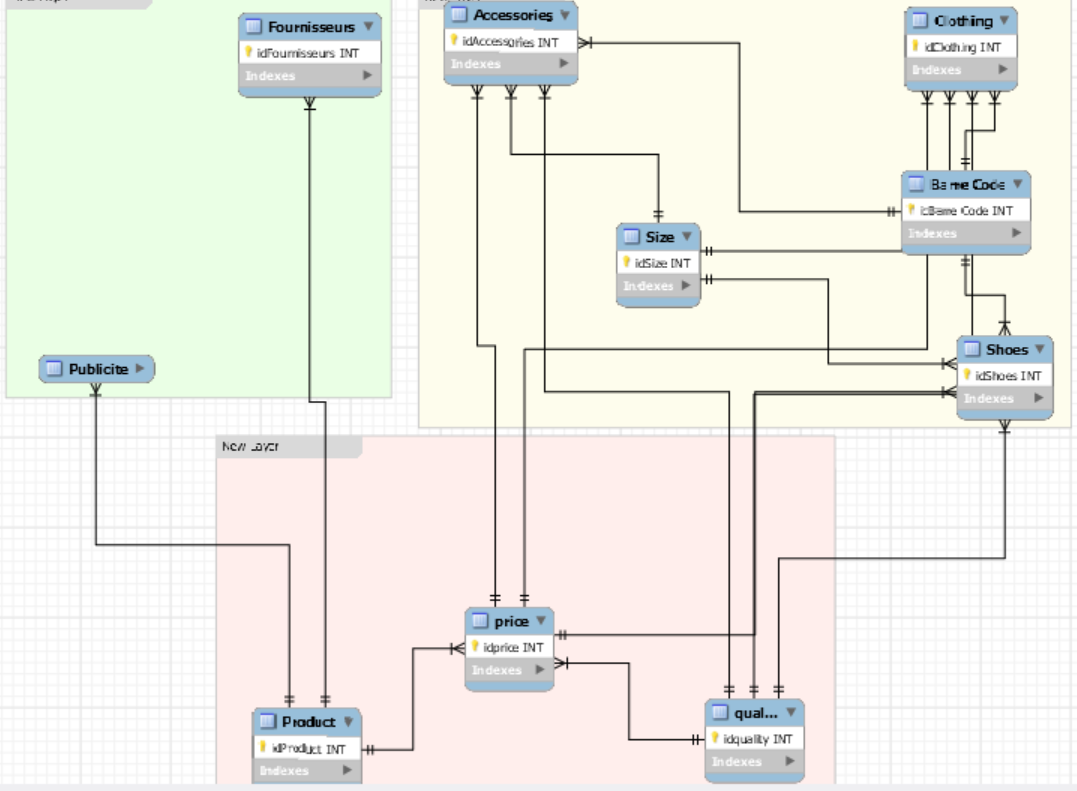 Fournisseurs
idFournisseurs INT
Indexes
Accessories
idAccessories INT
Indexes
Clothing
idClothing INT
Indexes
Barre Code
idBarre Code INT
Indexes
Size
idSize INT
Indexes
Shoes
idShoes INT
Indexes
Publicite
New Layer
price
idprice INT
Indexes
qual...
idquality INT
Indexes
Product
idProduct INT
Indexes